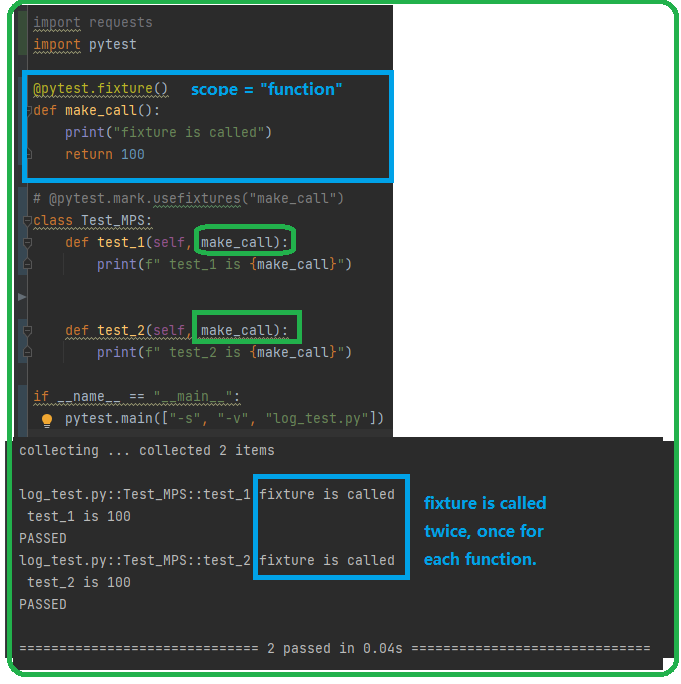 import requests
import pytest
@pytest.fixture() scope = "function"
def make_call():
print("fixture is called")
return 100
# @pytest.mark.usefixtures("make_call")
class Test_MPS:
def test_1(self, make_call):
print(f" test_1 is {make_call}")
def test_2(self, make_call):
print(f" test_2 is {make_call}")
if __name__ == "__main__":
pytest.main(["-s", "-v", "log_test.py"])
collecting ... collected 2 items
log_test.py::Test_MPS::test_1 fixture is called
test_1 is 100
PASSED
log_test.py::Test_MPS::test_2 fixture is called
test_2 is 100
PASSED
fixture is called
twice, once for
each function.
============================== 2 passed in 0.04s ==============================